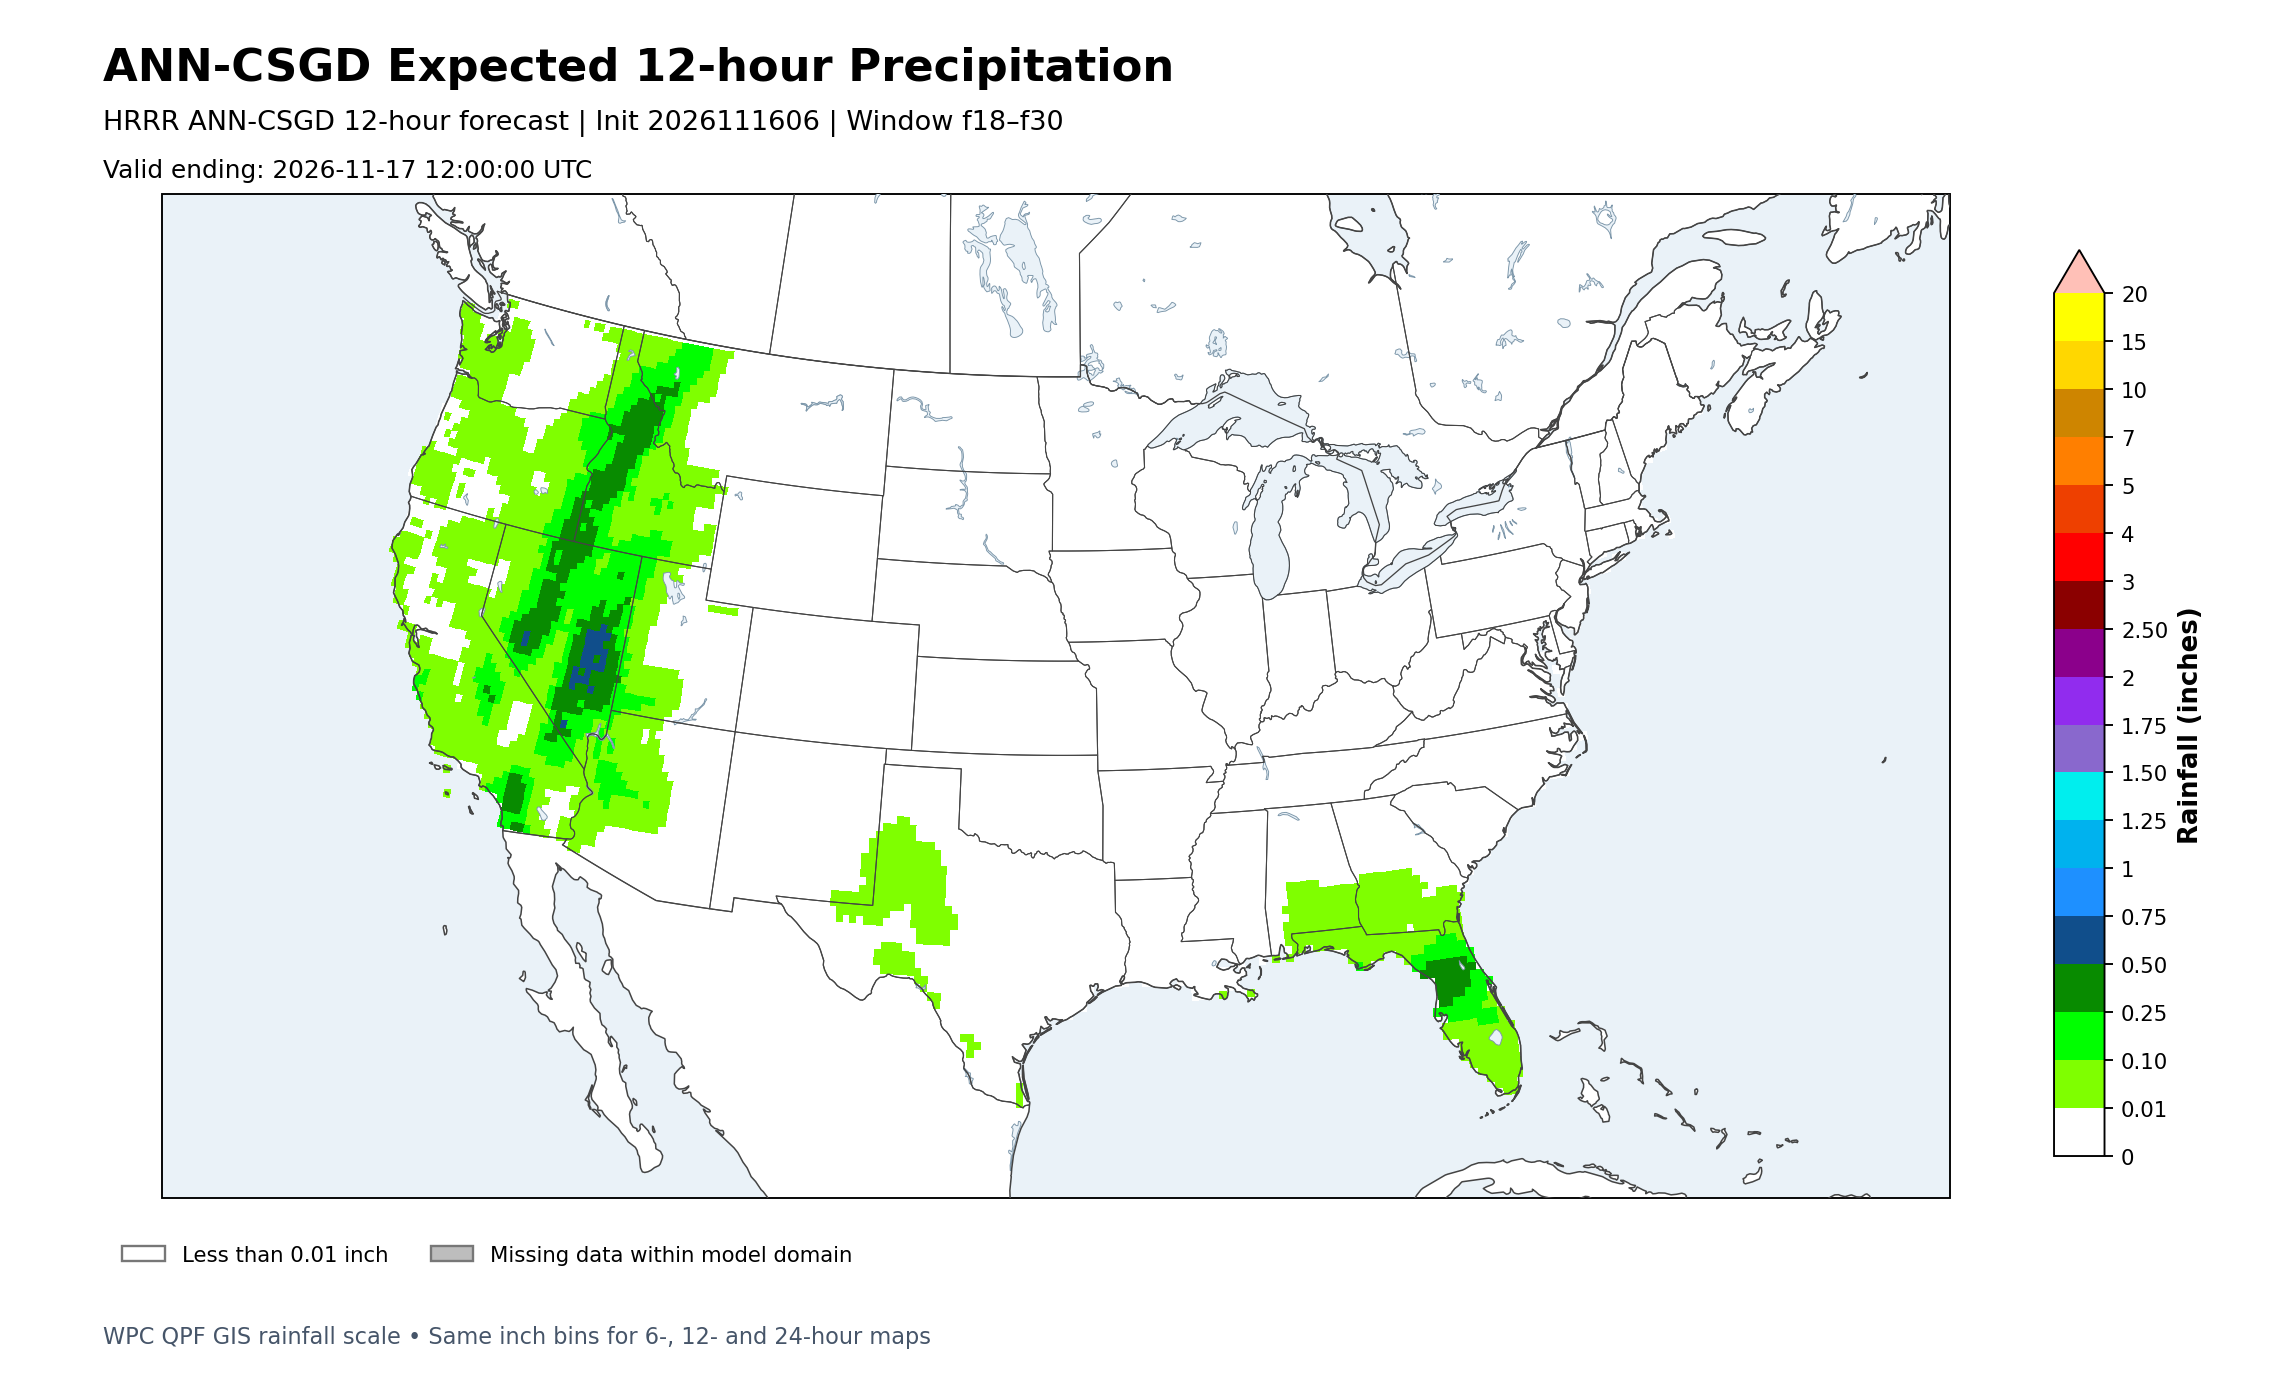 ANN-CSGD Expected 12-hour Precipitation
HRRR ANN-CSGD 12-hour forecast | Init 2026111606 | Window f18–f30
Valid ending: 2026-11-17 12:00:00 UTC
20
15
10
7
5
4
3
2.50
2
1.75
1.50
1.25
1
0.75
0.50
0.25
0.10
0.01
0
Rainfall (inches)
Less than 0.01 inch
Missing data within model domain
WPC QPF GIS rainfall scale • Same inch bins for 6-, 12- and 24-hour maps